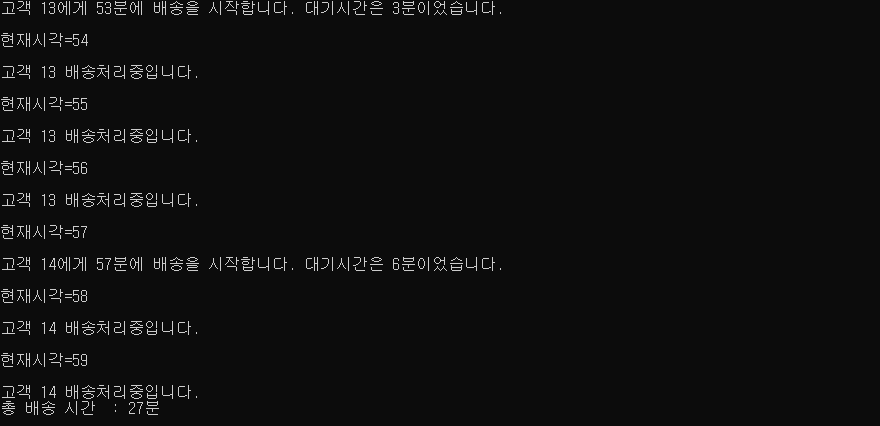 고객 13에게 53분에 배송을 시작합니다. 대기시간은 3분이었습니다.
현재시각=54
고객 13 배송처리중입니다.
현재시각=55
고객 13 배송처리중입니다.
현재시각=56
고객 13 배송처리중입니다.
현재시각=57
고객 14에게 57분에 배송을 시작합니다. 대기시간은 6분이었습니다.
현재시각=58
고객 14 배송처리중입니다.
현재시각=59
고객 14 배송처리중입니다.
총 배송 시간  : 27분